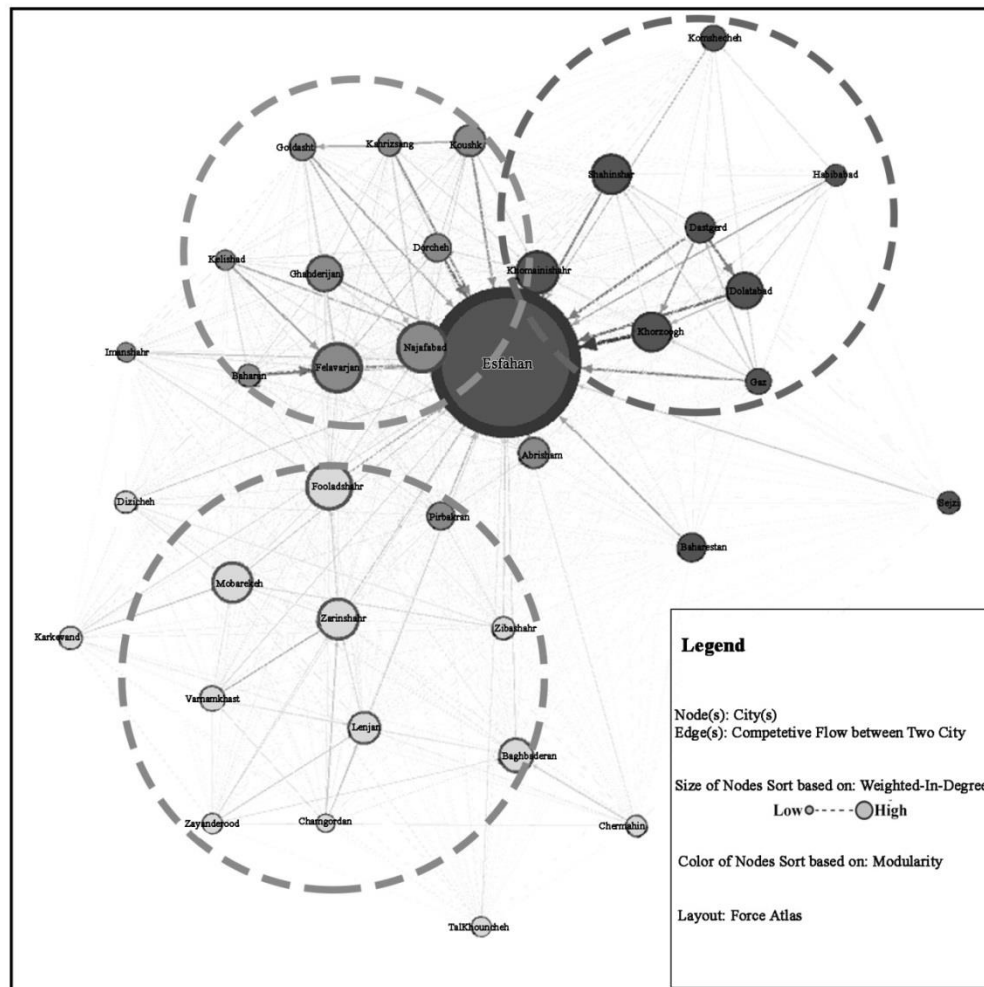 Komshecheh
Goldasht
Kahrizsang
Koushk
Shahinshar
Habibabad
Dastgerd
Dorcheh
Kelishad
Ghahderijan
Khomainishahr
Dolatabad
Khorzough
Najafabad
Imanshahr
Esfahan
Felavarjan
Baharan
Gaz
Abrisham
Fooladshahr
Dizicheh
Pirbakran
Sejzi
Baharestan
Mobarekeh
Zarinshahr
Zibashahr
Karkevand
Varnamkhast
Lenjan
Baghbaderan
Zayanderood
Chamgordan
Chermahin
TalKhouncheh
Legend
Node(s): City(s)
Edge(s): Competetive Flow between Two City
Size of Nodes Sort based on: Weighted-In-Degree
Low High
Color of Nodes Sort based on: Modularity
Layout: Force Atlas